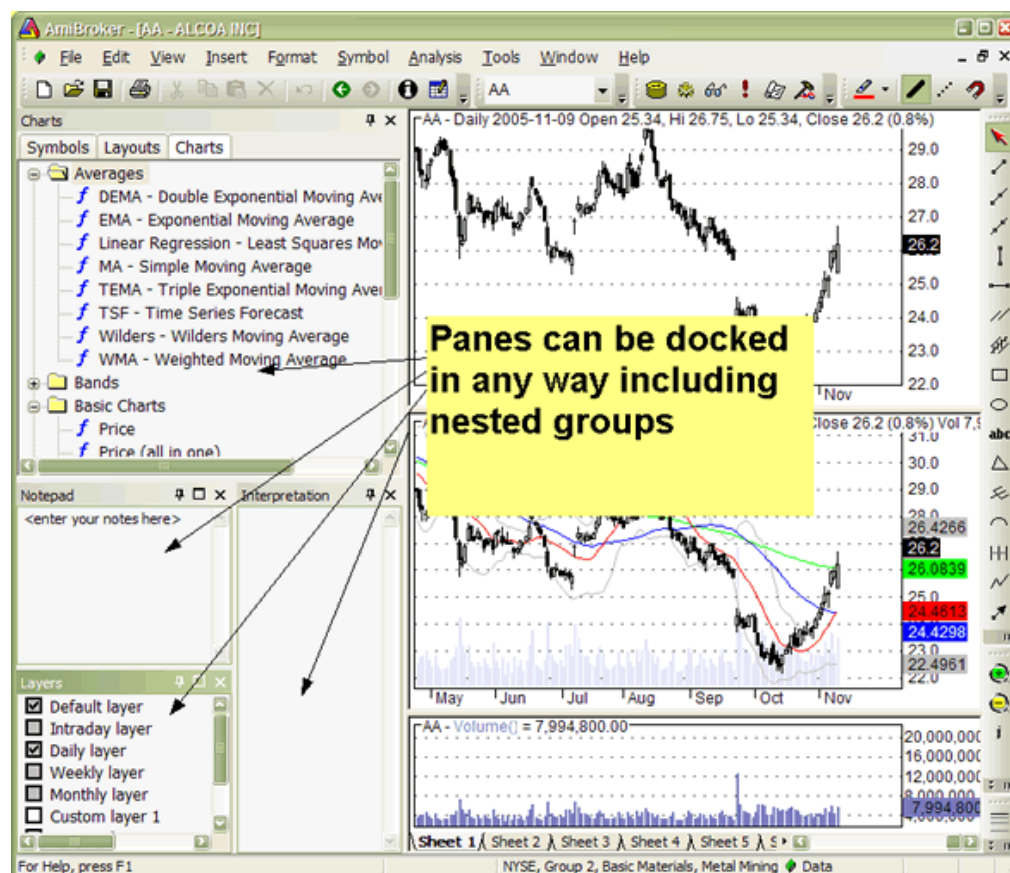 AmiBroker - [AA - ALCOA INC]
File Edit View Insert Format Symbol Analysis Tools Window Help
AA
Charts
Symbols Layouts Charts
Averages
DEMA - Double Exponential Moving Ave
EMA - Exponential Moving Average
Linear Regression - Least Squares Mov
MA - Simple Moving Average
TEMA - Triple Exponential Moving Aver
TSF - Time Series Forecast
Wilders - Wilders Moving Average
WMA - Weighted Moving Average
Bands
Basic Charts
Price
Price (all in one)
Notepad
<enter your notes here>
Interpretation
Layers
Default layer
Intraday layer
Daily layer
Weekly layer
Monthly layer
Custom layer 1
AA - Daily 2005-11-09 Open 25.34, Hi 26.75, Lo 25.34, Close 26.2 (0.8%)
29.0
28.0
27.0
26.2
25.0
24.0
23.0
22.0
Nov
Panes can be docked
in any way including
nested groups
Close 26.2 (0.8%) Vol 7,9
31.0
30.0
29.0
28.0
26.4266
26.2
26.0839
25.0
24.4613
24.4298
23.0
22.4961
22.0
May Jun Jul Aug Sep Oct Nov
AA - Volume() = 7,994,800.00
20,000,000
16,000,000
12,000,000
8,000,000
7,994,800
4,000,000
Sheet 1 Sheet 2 Sheet 3 Sheet 4 Sheet 5 S
abc
For Help, press F1
NYSE, Group 2, Basic Materials, Metal Mining Data